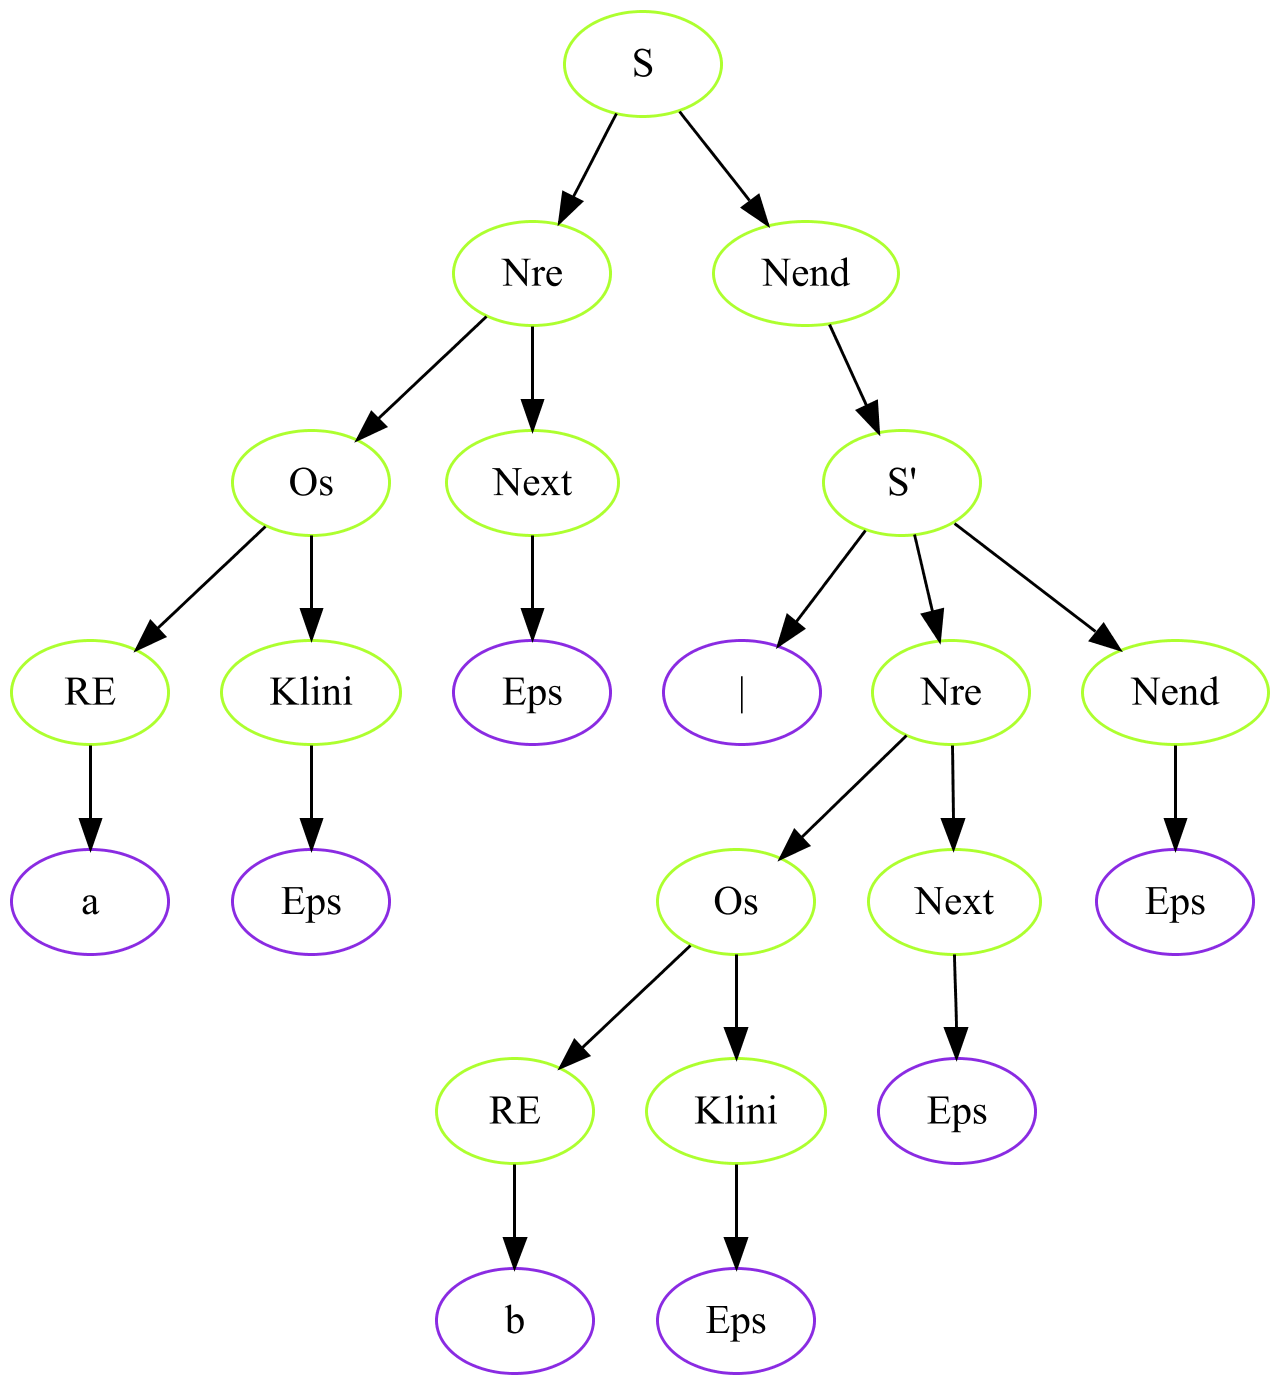 S
Nre Nend
Os Next S'
RE Klini Eps | Nre Nend
a Eps Os Next Eps
RE Klini Eps
b Eps